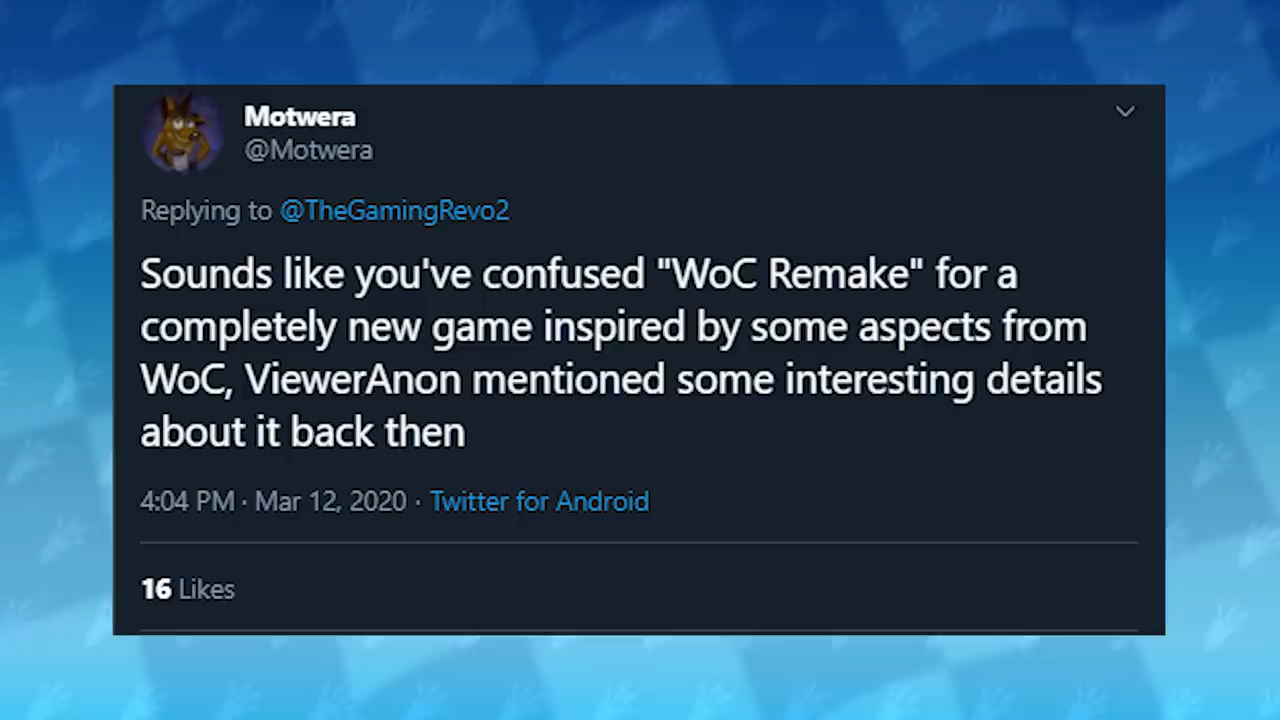 Motwera
@Motwera
Replying to @TheGamingRevo2
Sounds like you've confused "WoC Remake" for a
completely new game inspired by some aspects from
WoC, ViewerAnon mentioned some interesting details
about it back then
4:04 PM · Mar 12, 2020 · Twitter for Android
16 Likes